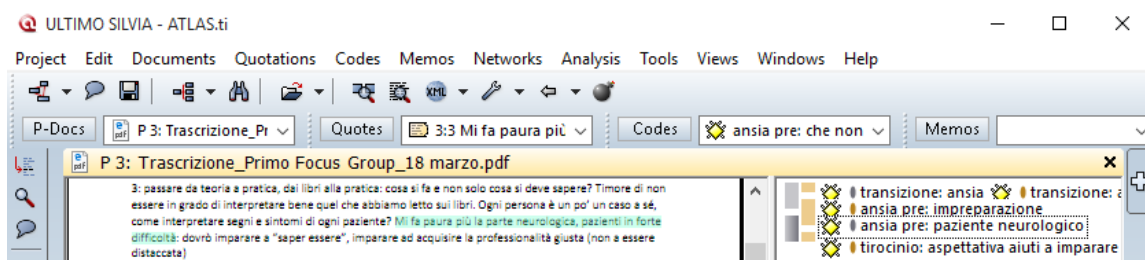 ULTIMO SILVIA - ATLAS.ti
Project Edit Documents Quotations Codes Memos Networks Analysis Tools Views Windows Help
XML
P-Docs pdf P 3: Trascrizione_Pr Quotes 3:3 Mi fa paura più Codes ansia pre: che non Memos
pdf P 3: Trascrizione_Primo Focus Group_18 marzo.pdf
3: passare da teoria a pratica, dai libri alla pratica: cosa si fa e non solo cosa si deve sapere? Timore di non
essere in grado di interpretare bene quel che abbiamo letto sui libri. Ogni persona è un po' un caso a sé,
come interpretare segni e sintomi di ogni paziente? Mi fa paura più la parte neurologica, pazienti in forte
difficoltà: dovrò imparare a "saper essere", imparare ad acquisire la professionalità giusta (non a essere
distaccata)
transizione: ansia transizione: a
ansia pre: impreparazione
ansia pre: paziente neurologico
tirocinio: aspettativa aiuti a imparare